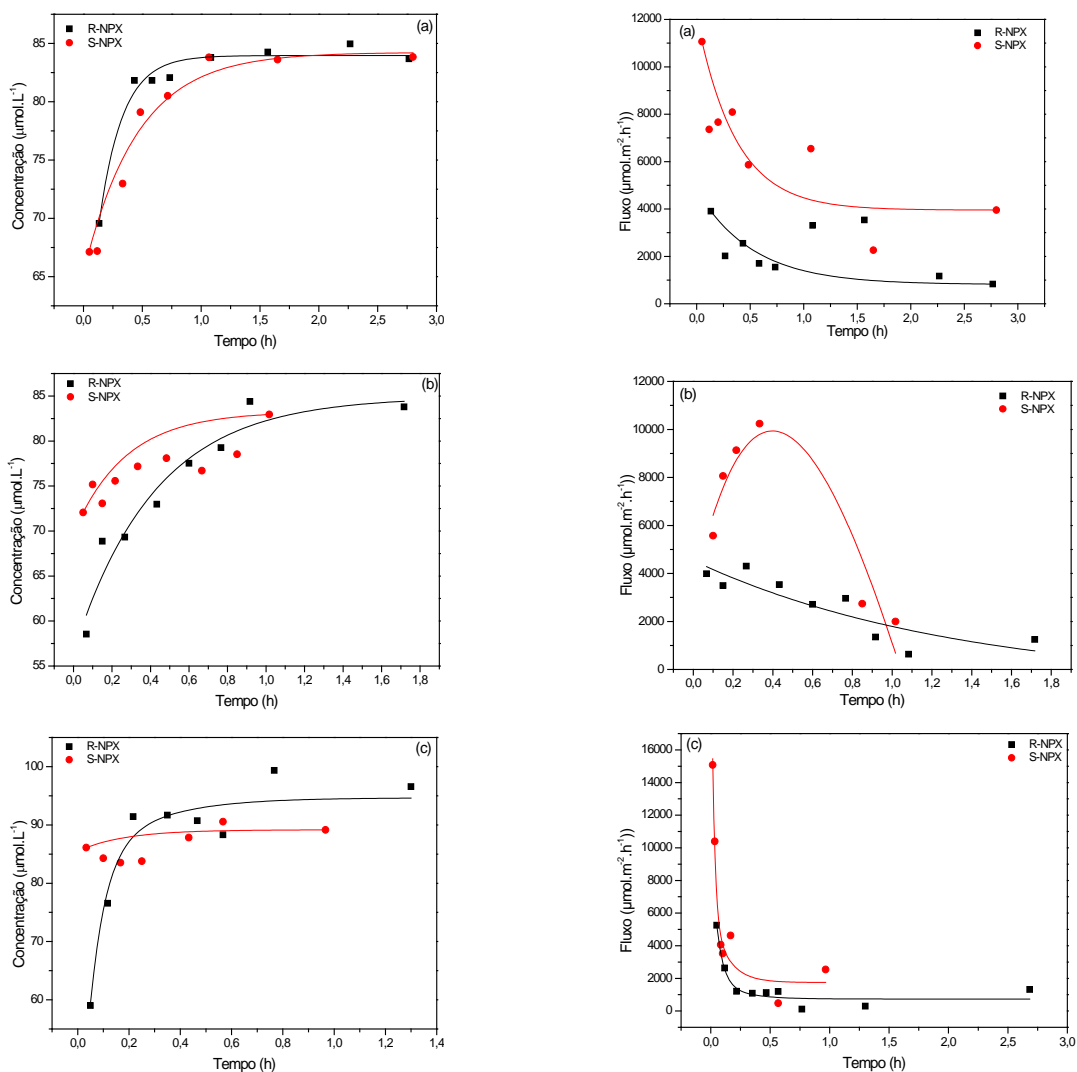 (a)
R-NPX
S-NPX
Concentração (µmol.L⁻¹)
85
80
75
70
65
0,0 0,5 1,0 1,5 2,0 2,5 3,0
Tempo (h)
(a)
R-NPX
S-NPX
Fluxo (µmol.m⁻².h⁻¹))
12000
10000
8000
6000
4000
2000
0
0,0 0,5 1,0 1,5 2,0 2,5 3,0
Tempo (h)
(b)
R-NPX
S-NPX
Concentração (µmol.L⁻¹)
85
80
75
70
65
60
55
0,0 0,2 0,4 0,6 0,8 1,0 1,2 1,4 1,6 1,8
Tempo (h)
(b)
R-NPX
S-NPX
Fluxo (µmol.m⁻².h⁻¹))
12000
10000
8000
6000
4000
2000
0
0,0 0,2 0,4 0,6 0,8 1,0 1,2 1,4 1,6 1,8
Tempo (h)
(c)
R-NPX
S-NPX
Concentração (µmol.L⁻¹)
100
90
80
70
60
0,0 0,2 0,4 0,6 0,8 1,0 1,2 1,4
Tempo (h)
(c)
R-NPX
S-NPX
Fluxo (µmol.m⁻².h⁻¹))
16000
15000
14000
13000
12000
11000
10000
9000
8000
7000
6000
5000
4000
3000
2000
1000
0
0,0 0,5 1,0 1,5 2,0 2,5 3,0
Tempo (h)